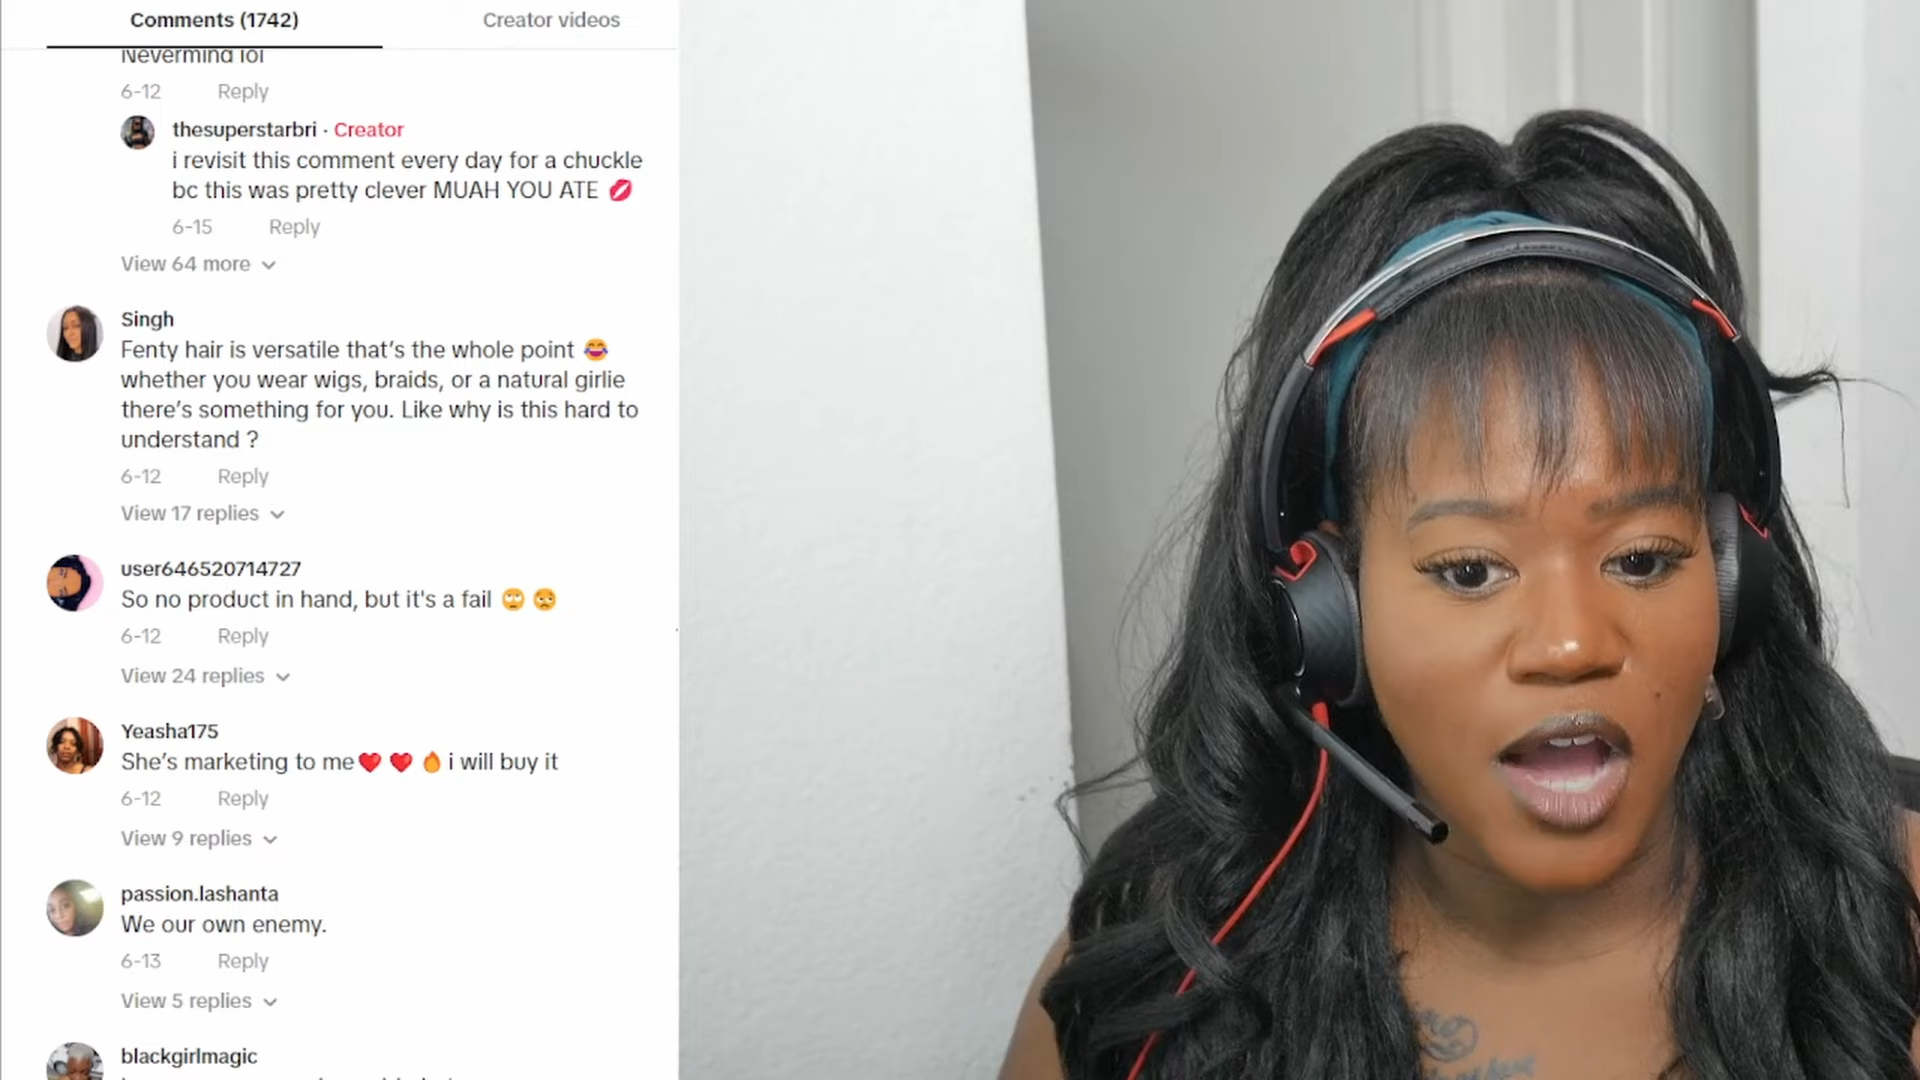 Comments (1742)
Creator videos
Nevermind lol
6-12 Reply
thesuperstarbri · Creator
i revisit this comment every day for a chuckle
bc this was pretty clever MUAH YOU ATE 💋
6-15 Reply
View 64 more
Singh
Fenty hair is versatile that’s the whole point 😂
whether you wear wigs, braids, or a natural girlie
there’s something for you. Like why is this hard to
understand ?
6-12 Reply
View 17 replies
user646520714727
So no product in hand, but it's a fail 🙄 😒
6-12 Reply
View 24 replies
Yeasha175
She’s marketing to me❤️ ❤️ 🔥 i will buy it
6-12 Reply
View 9 replies
passion.lashanta
We our own enemy.
6-13 Reply
View 5 replies
blackgirlmagic